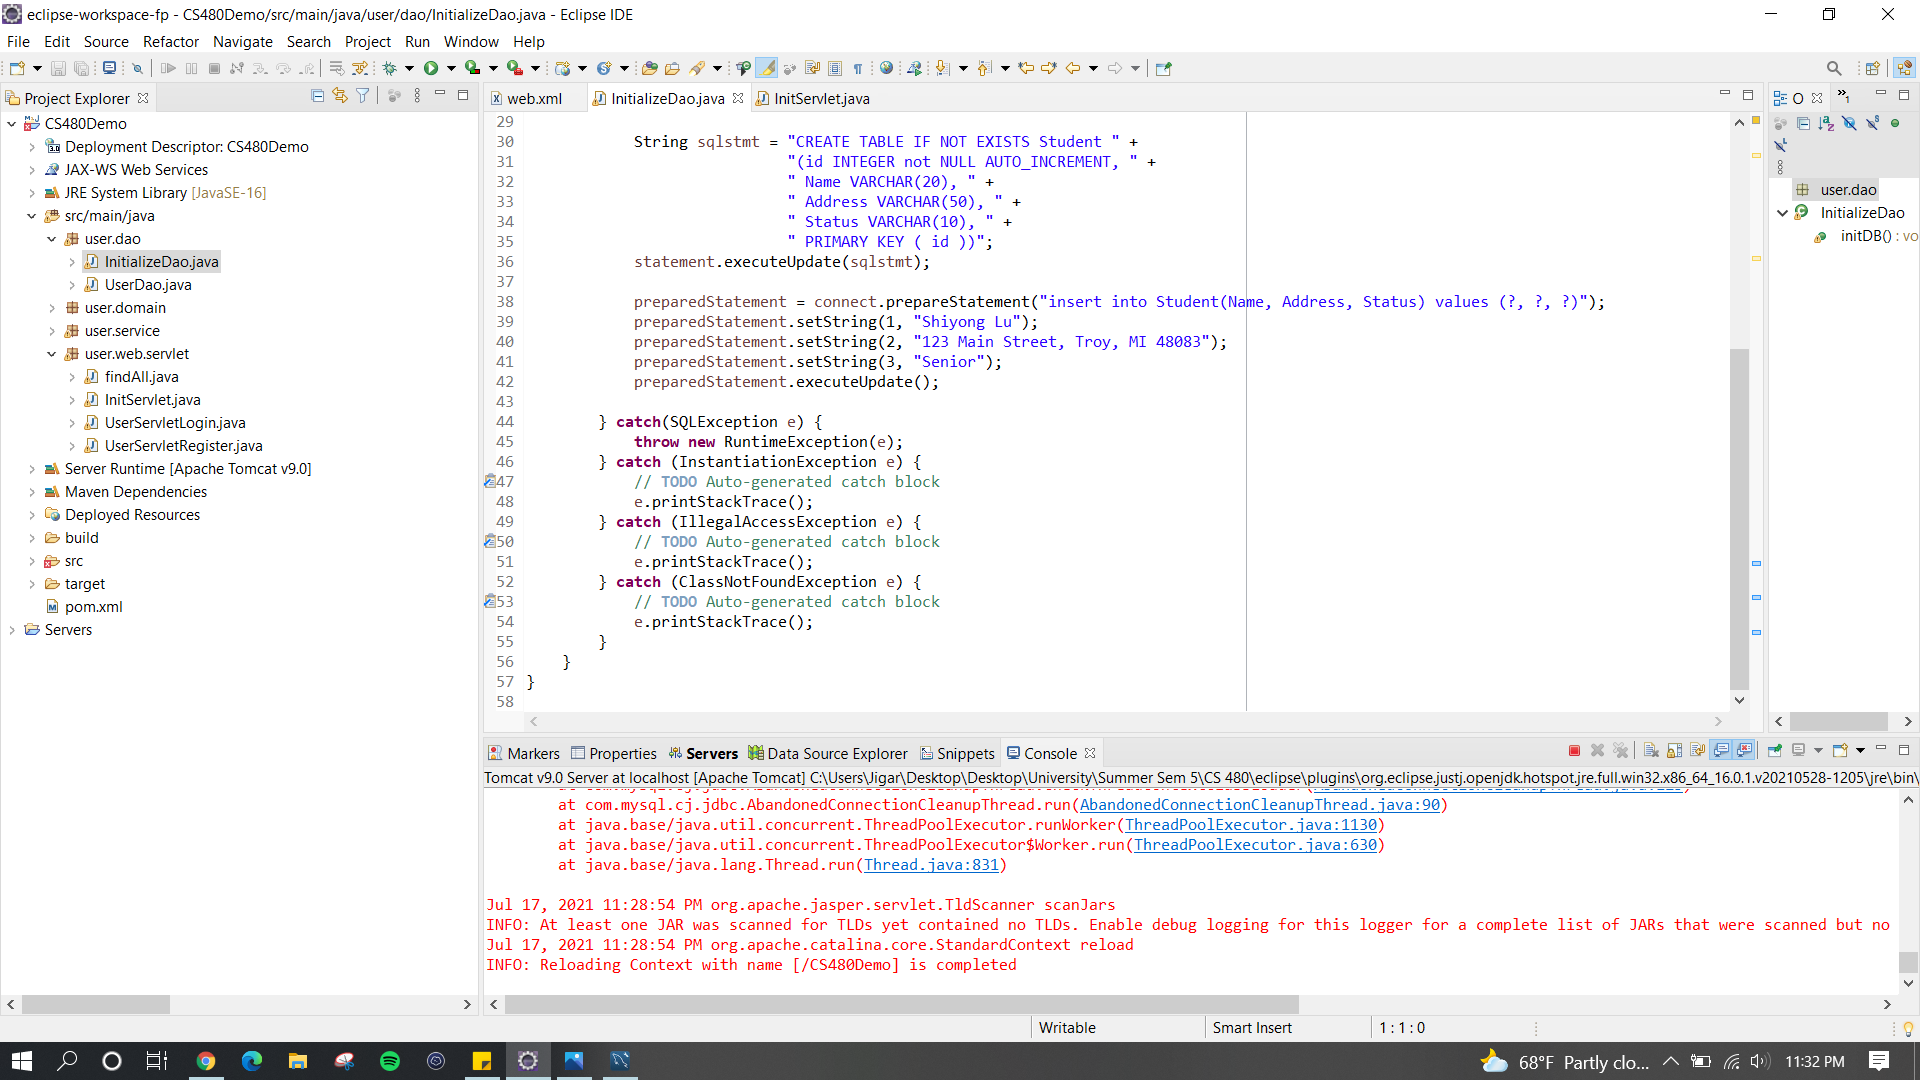 eclipse-workspace-fp - CS480Demo/src/main/java/user/dao/InitializeDao.java - Eclipse IDE
File Edit Source Refactor Navigate Search Project Run Window Help
Project Explorer
CS480Demo
Deployment Descriptor: CS480Demo
JAX-WS Web Services
JRE System Library [JavaSE-16]
src/main/java
user.dao
InitializeDao.java
UserDao.java
user.domain
user.service
user.web.servlet
findAll.java
InitServlet.java
UserServletLogin.java
UserServletRegister.java
Server Runtime [Apache Tomcat v9.0]
Maven Dependencies
Deployed Resources
build
src
target
pom.xml
Servers
web.xml InitializeDao.java InitServlet.java
29
30 String sqlstmt = "CREATE TABLE IF NOT EXISTS Student " +
31 "(id INTEGER not NULL AUTO_INCREMENT, " +
32 " Name VARCHAR(20), " +
33 " Address VARCHAR(50), " +
34 " Status VARCHAR(10), " +
35 " PRIMARY KEY ( id ))";
36 statement.executeUpdate(sqlstmt);
37
38 preparedStatement = connect.prepareStatement("insert into Student(Name, Address, Status) values (?, ?, ?)");
39 preparedStatement.setString(1, "Shiyong Lu");
40 preparedStatement.setString(2, "123 Main Street, Troy, MI 48083");
41 preparedStatement.setString(3, "Senior");
42 preparedStatement.executeUpdate();
43
44 } catch(SQLException e) {
45 throw new RuntimeException(e);
46 } catch (InstantiationException e) {
47 // TODO Auto-generated catch block
48 e.printStackTrace();
49 } catch (IllegalAccessException e) {
50 // TODO Auto-generated catch block
51 e.printStackTrace();
52 } catch (ClassNotFoundException e) {
53 // TODO Auto-generated catch block
54 e.printStackTrace();
55 }
56 }
57 }
58
O
user.dao
InitializeDao
initDB() : vo
Markers Properties Servers Data Source Explorer Snippets Console
Tomcat v9.0 Server at localhost [Apache Tomcat] C:\Users\Jigar\Desktop\Desktop\University\Summer Sem 5\CS 480\eclipse\plugins\org.eclipse.justj.openjdk.hotspot.jre.full.win32.x86_64_16.0.1.v20210528-1205\jre\bin\
at com.mysql.cj.jdbc.AbandonedConnectionCleanupThread.run(AbandonedConnectionCleanupThread.java:90)
at java.base/java.util.concurrent.ThreadPoolExecutor.runWorker(ThreadPoolExecutor.java:1130)
at java.base/java.util.concurrent.ThreadPoolExecutor$Worker.run(ThreadPoolExecutor.java:630)
at java.base/java.lang.Thread.run(Thread.java:831)
Jul 17, 2021 11:28:54 PM org.apache.jasper.servlet.TldScanner scanJars
INFO: At least one JAR was scanned for TLDs yet contained no TLDs. Enable debug logging for this logger for a complete list of JARs that were scanned but no
Jul 17, 2021 11:28:54 PM org.apache.catalina.core.StandardContext reload
INFO: Reloading Context with name [/CS480Demo] is completed
Writable Smart Insert 1 : 1 : 0
68°F Partly clo... 11:32 PM